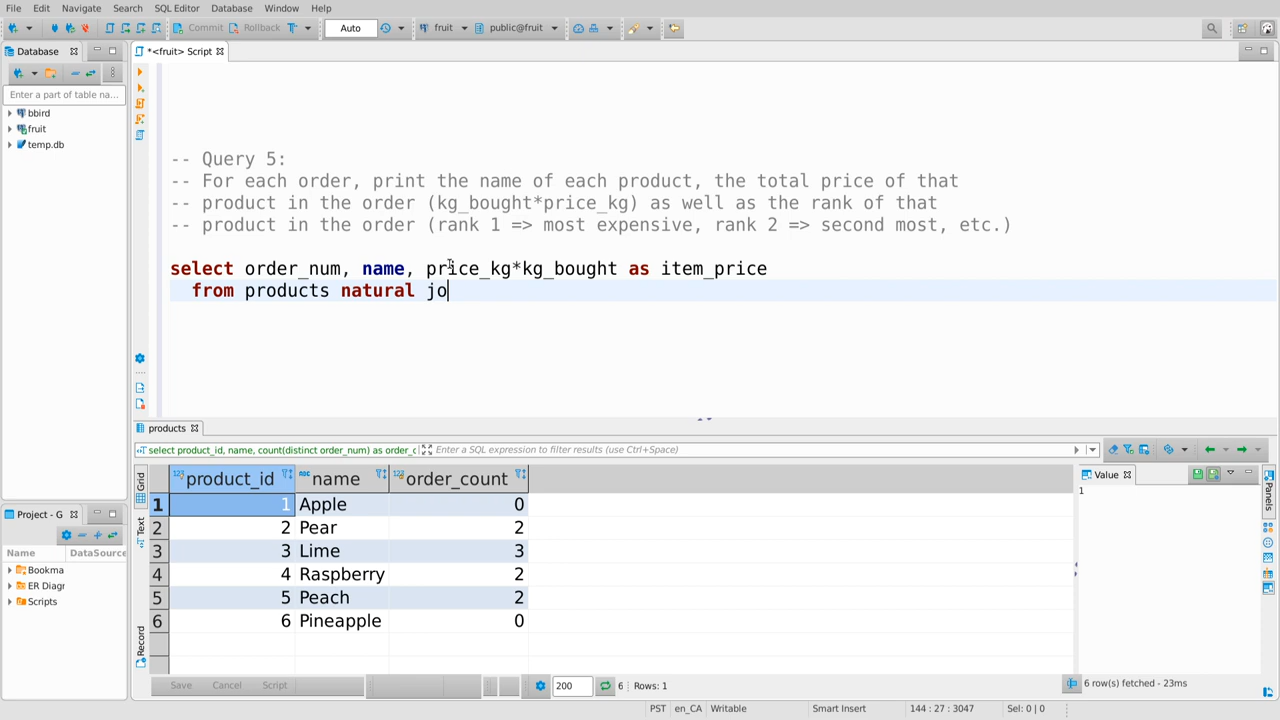 File Edit Navigate Search SQL Editor Database Window Help
Commit Rollback Auto fruit public@fruit
Database
*<fruit> Script
Enter a part of table na...
bbird
fruit
temp.db
-- Query 5:
-- For each order, print the name of each product, the total price of that
-- product in the order (kg_bought*price_kg) as well as the rank of that
-- product in the order (rank 1 => most expensive, rank 2 => second most, etc.)
select order_num, name, price_kg*kg_bought as item_price
from products natural jo
products
select product_id, name, count(distinct order_num) as order_c
Enter a SQL expression to filter results (use Ctrl+Space)
Grid
Text
Record
product_id name order_count
1 1 Apple 0
2 2 Pear 2
3 3 Lime 3
4 4 Raspberry 2
5 5 Peach 2
6 6 Pineapple 0
Value
1
Panels
Project - G
Name DataSource
Bookma
ER Diagr
Scripts
Save Cancel Script 200 6 Rows: 1
6 row(s) fetched - 23ms
PST en_CA Writable Smart Insert 144 : 27 : 3047 Sel: 0 | 0